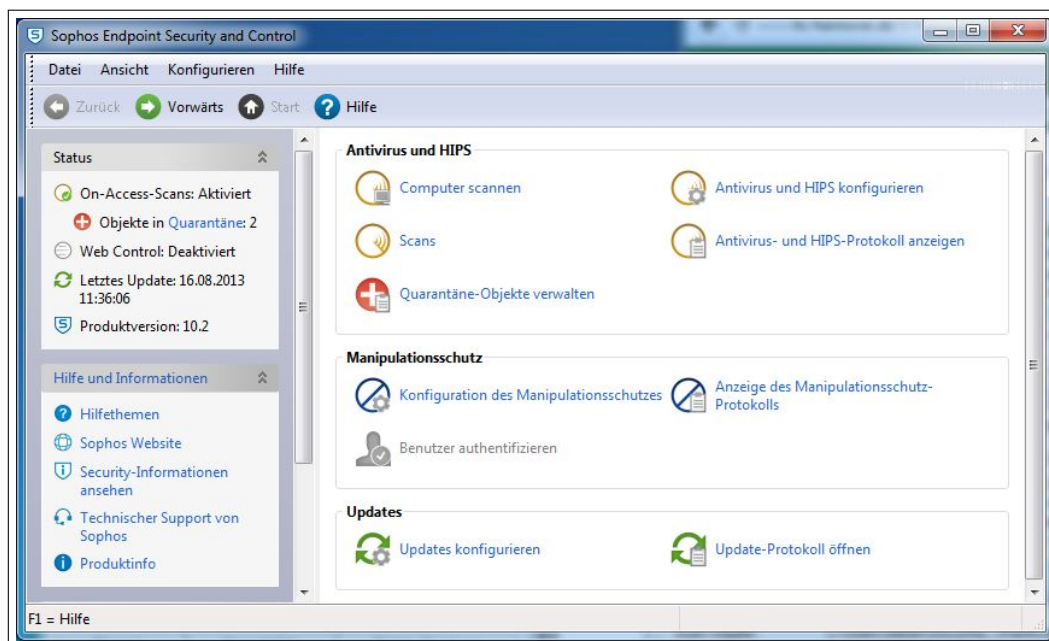 Sophos Endpoint Security and Control
Datei Ansicht Konfigurieren Hilfe
Zurück Vorwärts Start Hilfe
Status
On-Access-Scans: Aktiviert
Objekte in Quarantäne: 2
Web Control: Deaktiviert
Letztes Update: 16.08.2013
11:36:06
Produktversion: 10.2
Hilfe und Informationen
Hilfethemen
Sophos Website
Security-Informationen
ansehen
Technischer Support von
Sophos
Produktinfo
Antivirus und HIPS
Computer scannen
Antivirus und HIPS konfigurieren
Scans
Antivirus- und HIPS-Protokoll anzeigen
Quarantäne-Objekte verwalten
Manipulationsschutz
Konfiguration des Manipulationsschutzes
Anzeige des Manipulationsschutz-
Protokolls
Benutzer authentifizieren
Updates
Updates konfigurieren
Update-Protokoll öffnen
F1 = Hilfe